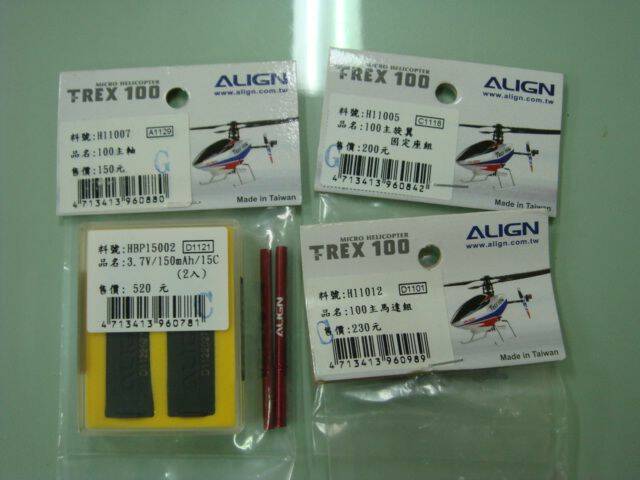 MICRO HELICOPTER
T-REX 100
ALIGN
www.align.com.tw
料號:H11007 A1129
品名:100主軸
售價:150元
4713413960880
G
Made in Taiwan
MICRO HELICOPTER
T-REX 100
ALIGN
www.align.com.tw
料號:H11005 C1118
品名:100主旋翼
固定座組
售價:200元
4713413960842
G
Made in Taiwan
料號:HBP15002 D1121
品名:3.7V/150mAh/15C
(2入)
售價: 520 元
4713413960781
C
ALIGN
MICRO HELICOPTER
T-REX 100
ALIGN
www.align.com.tw
料號:H11012 D1101
品名:100主馬達組
售價:230元
4713413960989
G
Made in Taiwan